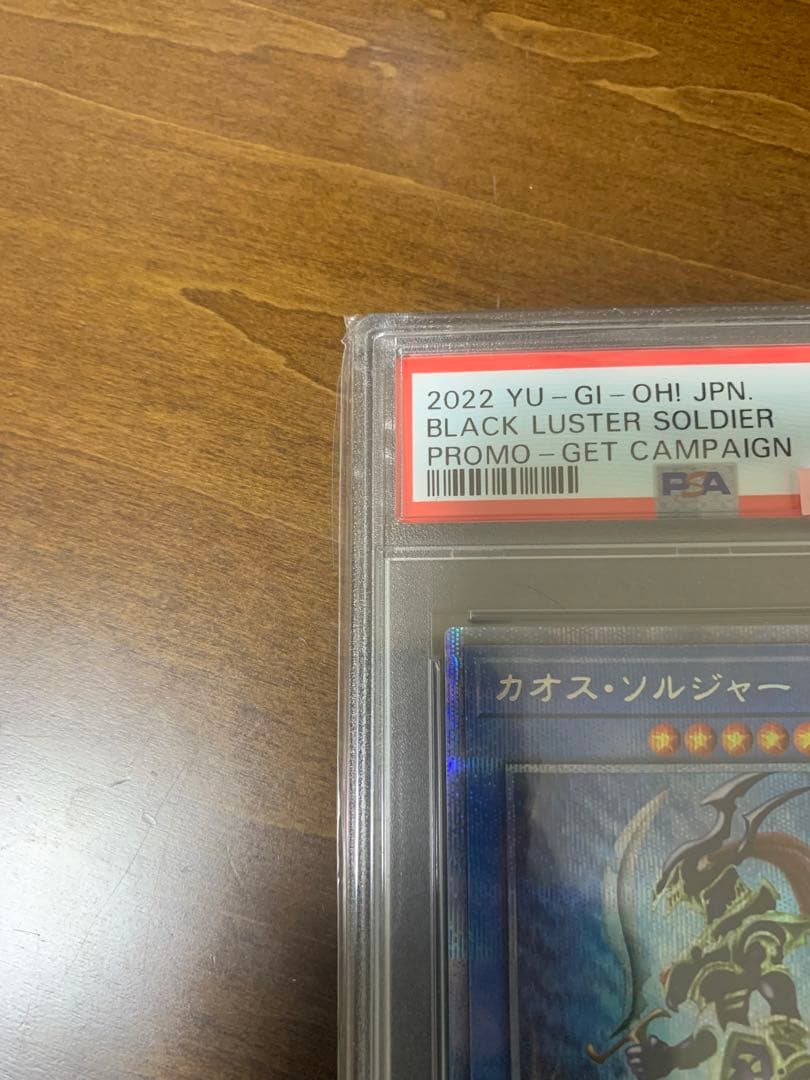 2022 YU-GI-OH! JPN.
BLACK LUSTER SOLDIER
PROMO-GET CAMPAIGN
PSA
カオス・ソルジャー